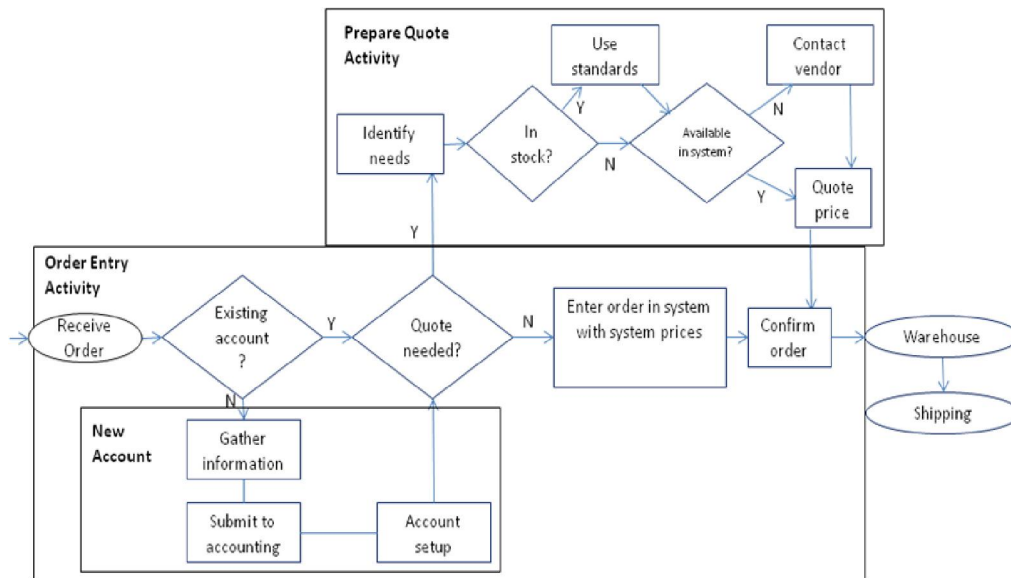 Prepare Quote
Activity
Use
standards
Contact
vendor
Identify
needs
In
stock?
Y
N
Available
in system?
N
Y
Quote
price
Y
Order Entry
Activity
Receive
Order
Existing
account
?
Y
N
Quote
needed?
N
Enter order in system
with system prices
Confirm
order
Warehouse
Shipping
New
Account
Gather
information
Submit to
accounting
Account
setup